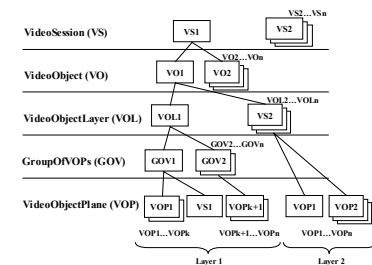 VideoSession (VS)
VS1
VS2
VS2…VSn
VideoObject (VO)
VO1
VO2
VO2…VOn
VideoObjectLayer (VOL)
VOL1
VS2
VOL2…VOLn
GroupOfVOPs (GOV)
GOV1
GOV2
GOV2…GOVn
VideoObjectPlane (VOP)
VOP1
VS1
VOPk+1
VOP1
VOP2
VOP1…VOPk
VOPk+1…VOPn
VOP1…VOPn
Layer 1
Layer 2